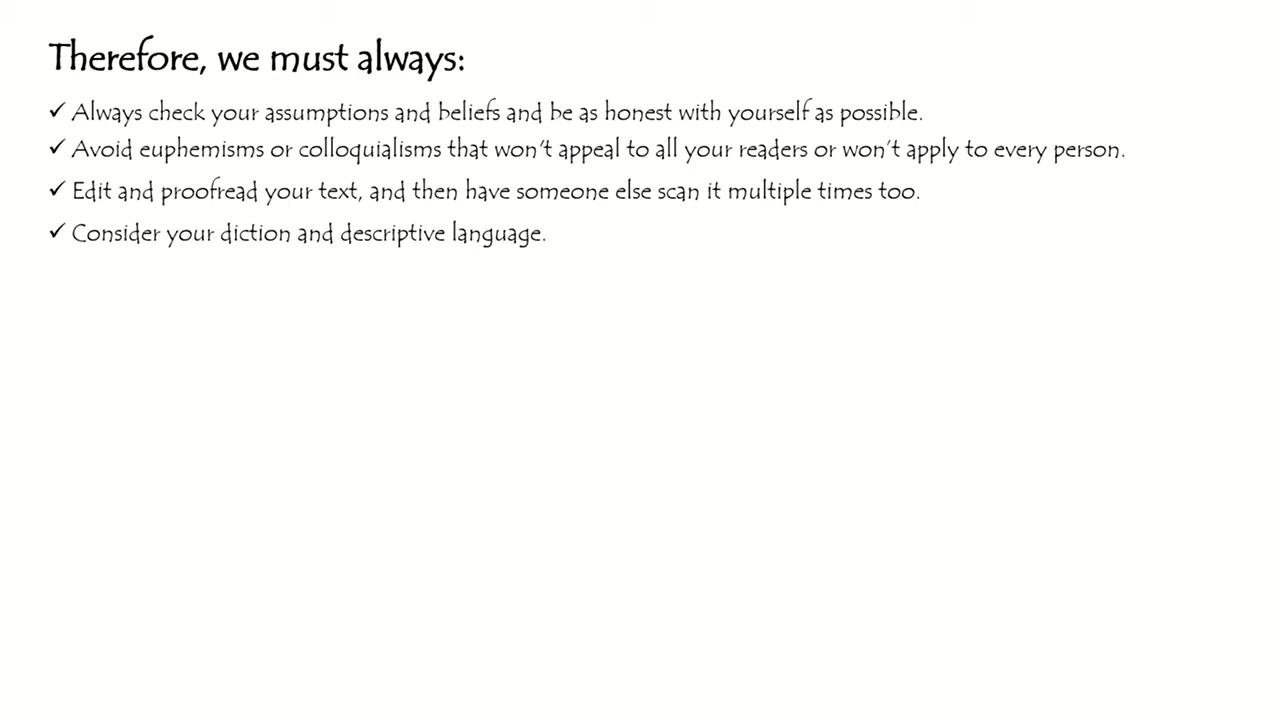 Therefore, we must always:
✓ Always check your assumptions and beliefs and be as honest with yourself as possible.
✓ Avoid euphemisms or colloquialisms that won't appeal to all your readers or won't apply to every person.
✓ Edit and proofread your text, and then have someone else scan it multiple times too.
✓ Consider your diction and descriptive language.